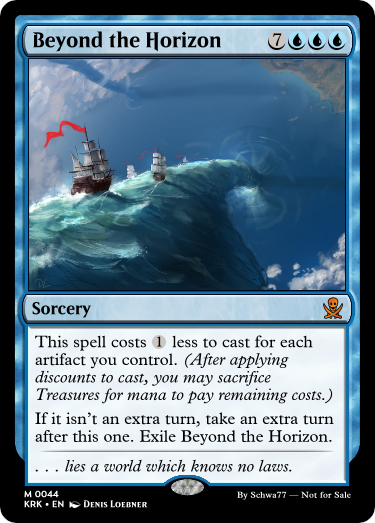 Beyond the Horizon 7
Sorcery
This spell costs 1 less to cast for each
artifact you control. (After applying
discounts to cast, you may sacrifice
Treasures for mana to pay remaining costs.)
If it isn't an extra turn, take an extra turn
after this one. Exile Beyond the Horizon.
. . . lies a world which knows no laws.
M 0044
KRK • EN Denis Loebner
By Schwa77 — Not for Sale